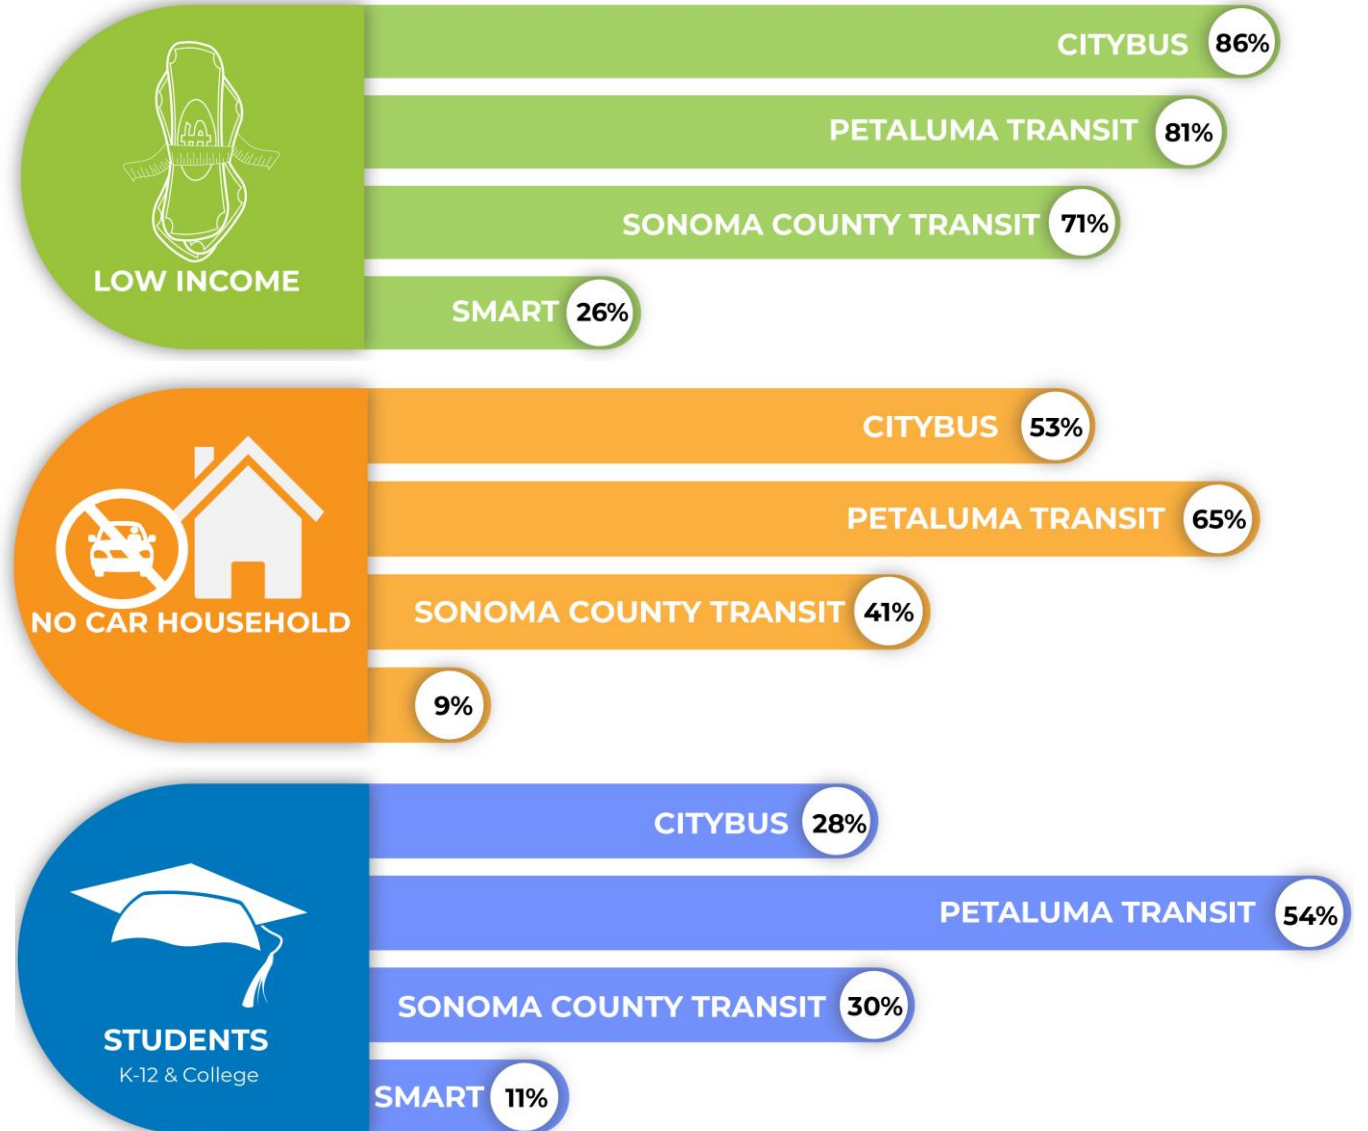 LOW INCOME
CITYBUS 86%
PETALUMA TRANSIT 81%
SONOMA COUNTY TRANSIT 71%
SMART 26%
NO CAR HOUSEHOLD
CITYBUS 53%
PETALUMA TRANSIT 65%
SONOMA COUNTY TRANSIT 41%
9%
STUDENTS
K-12 & College
CITYBUS 28%
PETALUMA TRANSIT 54%
SONOMA COUNTY TRANSIT 30%
SMART 11%